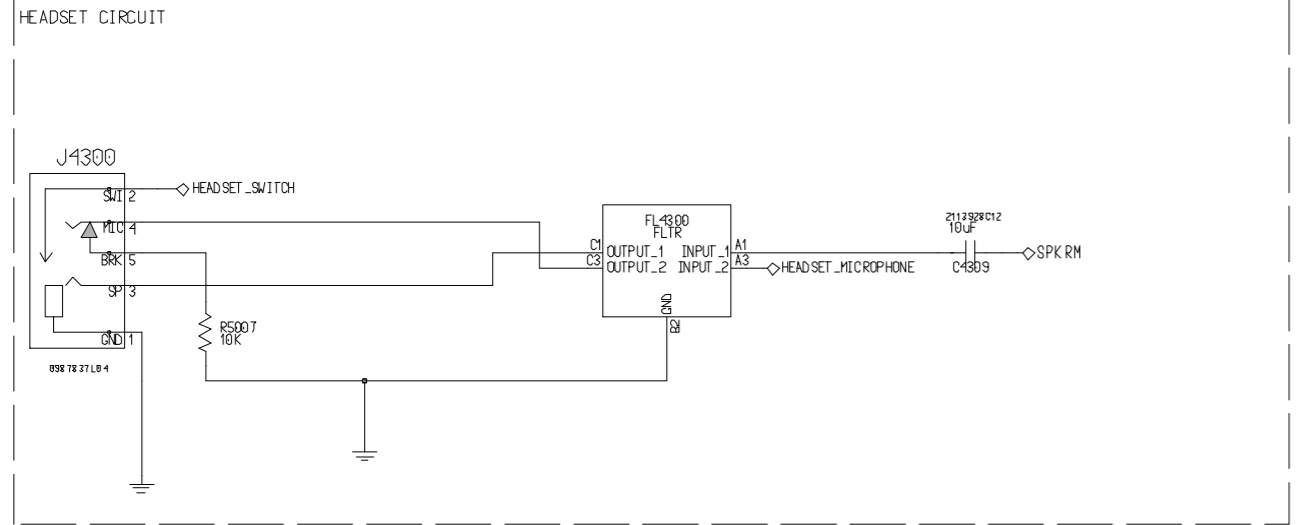 HEADSET CIRCUIT
J4300
SWI 2
HEADSET_SWITCH
MIC 4
BRK 5
SP 3
GND 1
0987837L04
R5007
10K
FL4300
FLTR
C1 OUTPUT_1 INPUT_1 A1
C3 OUTPUT_2 INPUT_2 A3
GND
B2
HEADSET_MICROPHONE
2113928C12
10uF
C4309
SPKRM